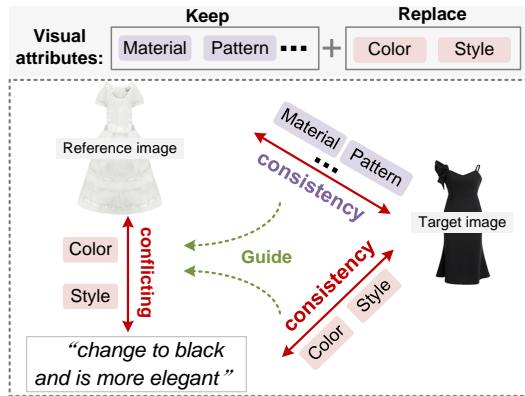 Keep
Replace
Visual attributes:
Material
Pattern
...
+
Color
Style
Reference image
Material
Pattern
...
consistency
Target image
Color
Style
conflicting
Guide
consistency
Color
Style
“change to black
and is more elegant”